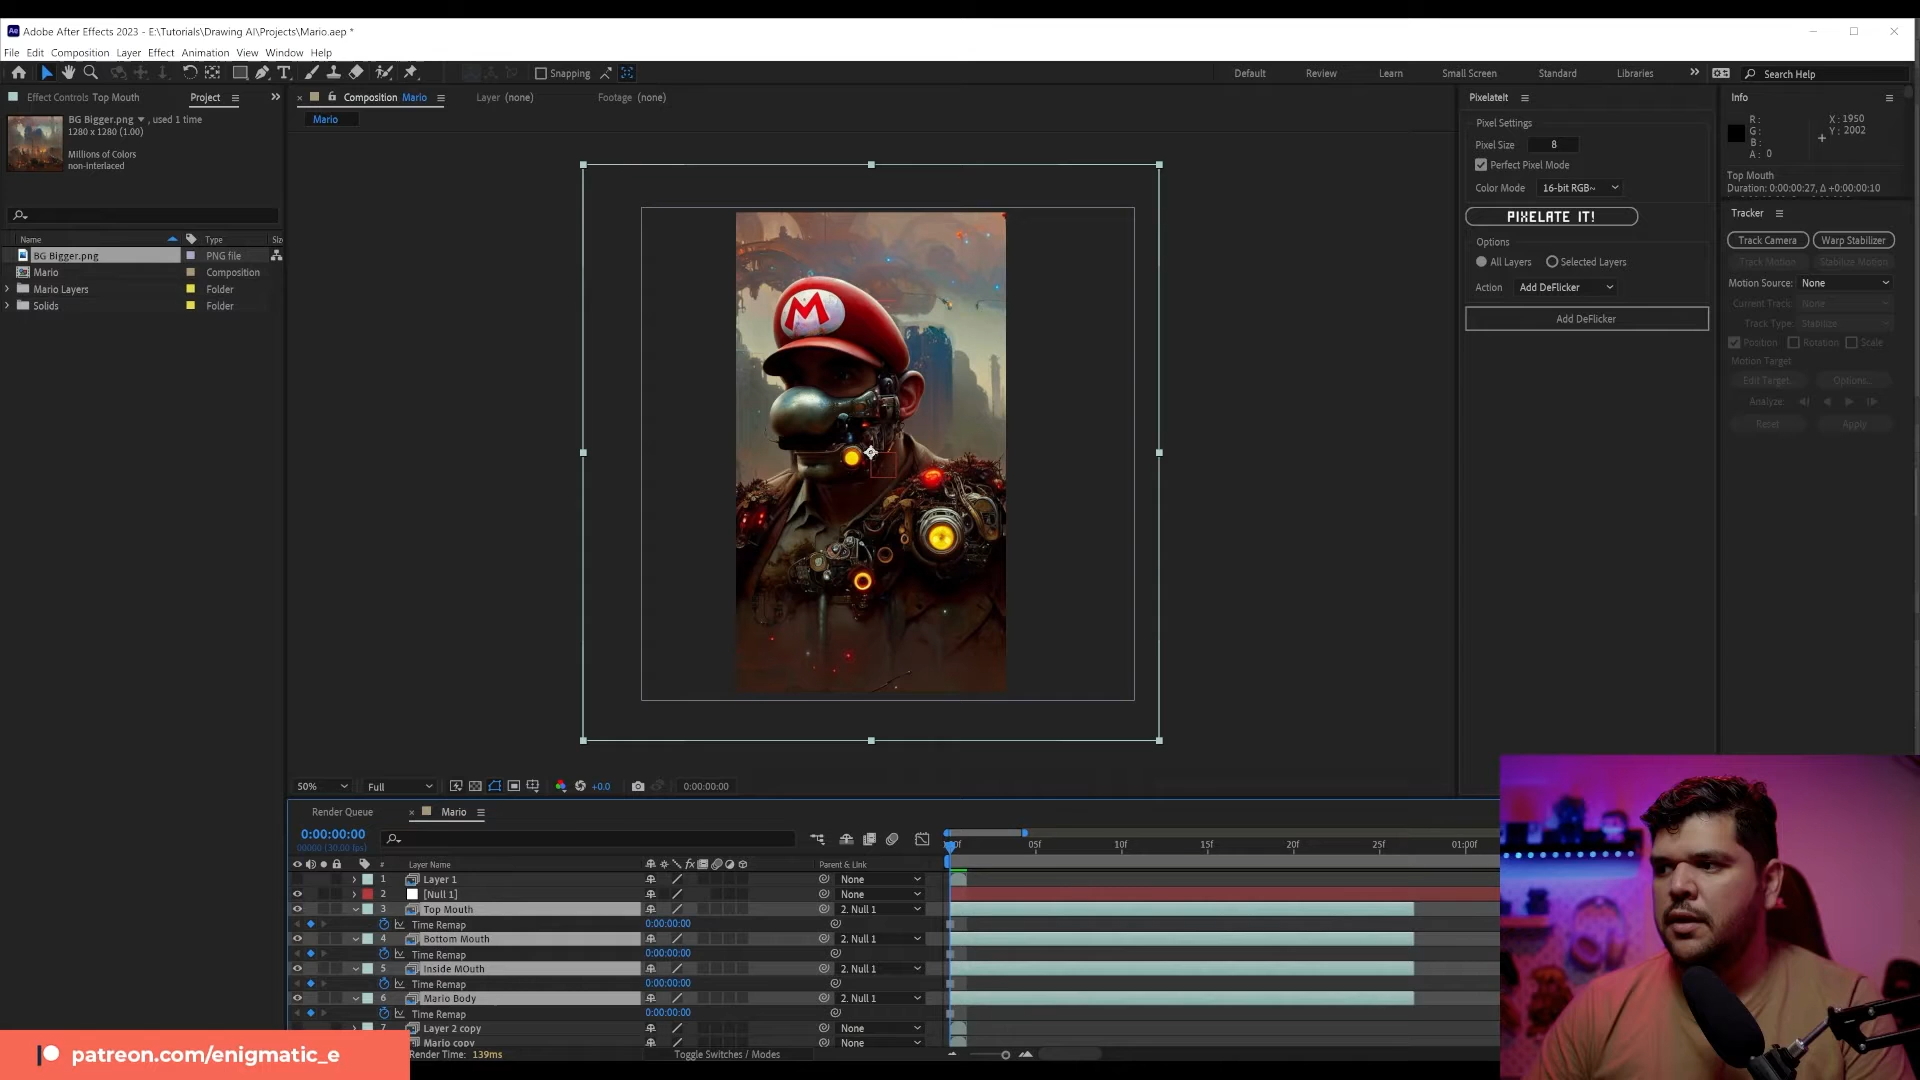 Adobe After Effects 2023 - E:\Tutorials\Drawing AI\Projects\Mario.aep *
File Edit Composition Layer Effect Animation View Window Help
Snapping
Default Review Learn Small Screen Standard Libraries
Search Help
Effect Controls Top Mouth
Project
BG Bigger.png , used 1 time
1280 x 1280 (1.00)
Millions of Colors
non-interlaced
Name Type Siz
BG Bigger.png PNG file
Mario Composition
Mario Layers Folder
Solids Folder
Composition Mario
Layer (none)
Footage (none)
Mario
M
50%
Full
+0.0
0:00:00:00
PixelateIt
Pixel Settings
Pixel Size 8
Perfect Pixel Mode
Color Mode 16-bit RGB~
PIXELATE IT!
Options
All Layers Selected Layers
Action Add DeFlicker
Add DeFlicker
Info
R : X : 1950
G : Y : 2002
B :
A : 0
Top Mouth
Duration: 0:00:00:27, Δ +0:00:00:10
Tracker
Track Camera Warp Stabilizer
Track Motion Stabilize Motion
Motion Source: None
Current Track: None
Track Type: Stabilize
Position Rotation Scale
Motion Target
Edit Target... Options...
Analyze:
Reset Apply
Render Queue
Mario
0:00:00:00
00000 (30.00 fps)
05f 10f 15f 20f 25f 01:00f
# Layer Name Parent & Link
1 Layer 1 None
2 [Null 1] None
3 Top Mouth 2. Null 1
Time Remap 0:00:00:00
4 Bottom Mouth 2. Null 1
Time Remap 0:00:00:00
5 Inside MOuth 2. Null 1
Time Remap 0:00:00:00
6 Mario Body 2. Null 1
Time Remap 0:00:00:00
7 Layer 2 copy None
Mario copy None
Render Time: 139ms
Toggle Switches / Modes
patreon.com/enigmatic_e